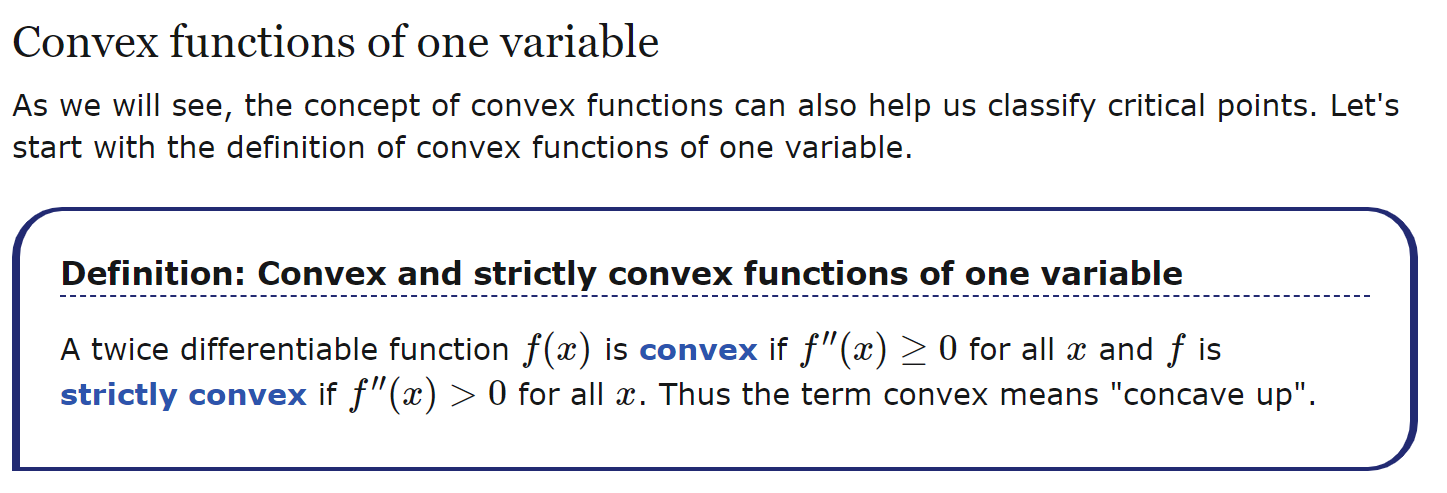 Convex functions of one variable
As we will see, the concept of convex functions can also help us classify critical points. Let's
start with the definition of convex functions of one variable.
Definition: Convex and strictly convex functions of one variable
A twice differentiable function f(x) is convex if f″(x) ≥ 0 for all x and f is
strictly convex if f″(x) > 0 for all x. Thus the term convex means "concave up".